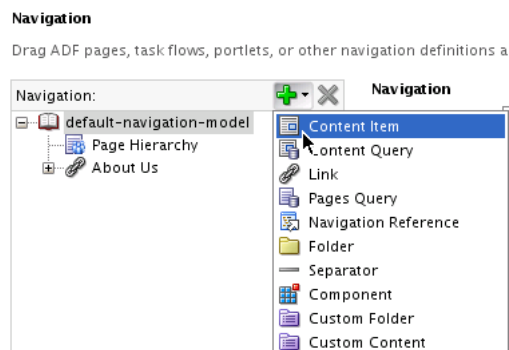 Navigation
Drag ADF pages, task flows, portlets, or other navigation definitions a
Navigation:
Navigation
default-navigation-model
Page Hierarchy
About Us
Content Item
Content Query
Link
Pages Query
Navigation Reference
Folder
Separator
Component
Custom Folder
Custom Content